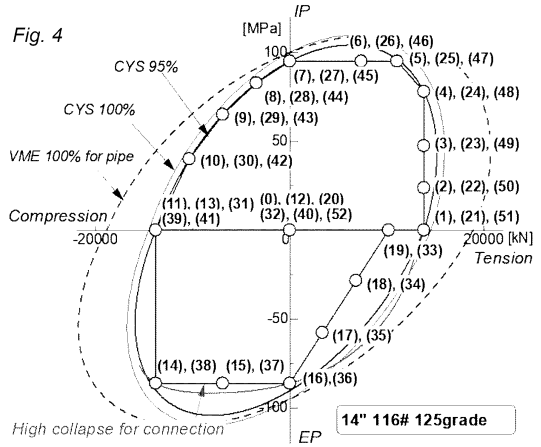 IP
Fig. 4
[MPa]
100
(6), (26), (46)
(5), (25), (47)
CYS 95%
(7), (27), (45)
(8), (28), (44)
(4), (24), (48)
CYS 100%
(9), (29), (43)
50
(3), (23), (49)
VME 100% for pipe
(10), (30), (42)
(2), (22), (50)
(11), (13), (31)
(0), (12), (20)
Compression
(39), (41)
(32), (40), (52)
(1), (21), (51)
-20000
0
20000 [kN]
(19), (33)
Tension
(18), (34)
-50
(17), (35)
(14), (38)
(15), (37)
(16), (36)
-100
High collapse for connection
14" 116# 125grade
EP